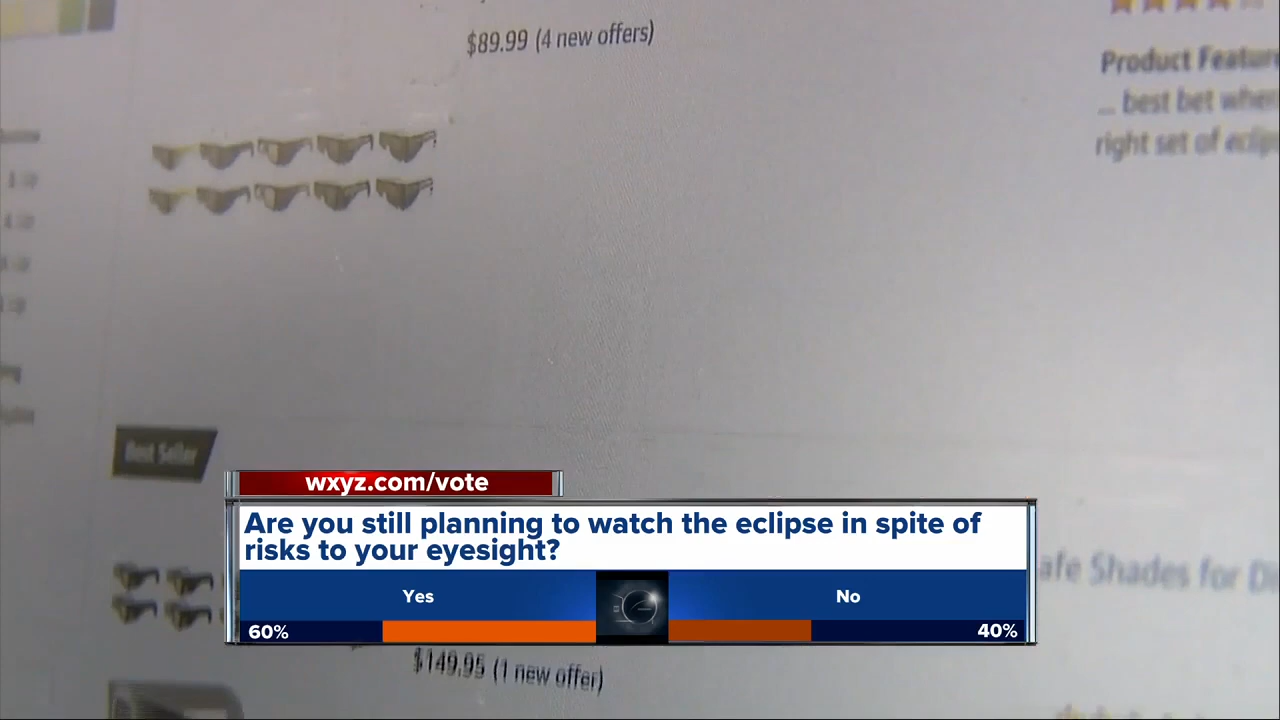 $89.99 (4 new offers)
Product Feature
... best bet when
right set of eclip
Best Seller
wxyz.com/vote
Are you still planning to watch the eclipse in spite of
risks to your eyesight?
Yes
No
60%
40%
afe Shades for Di
$149.95 (1 new offer)